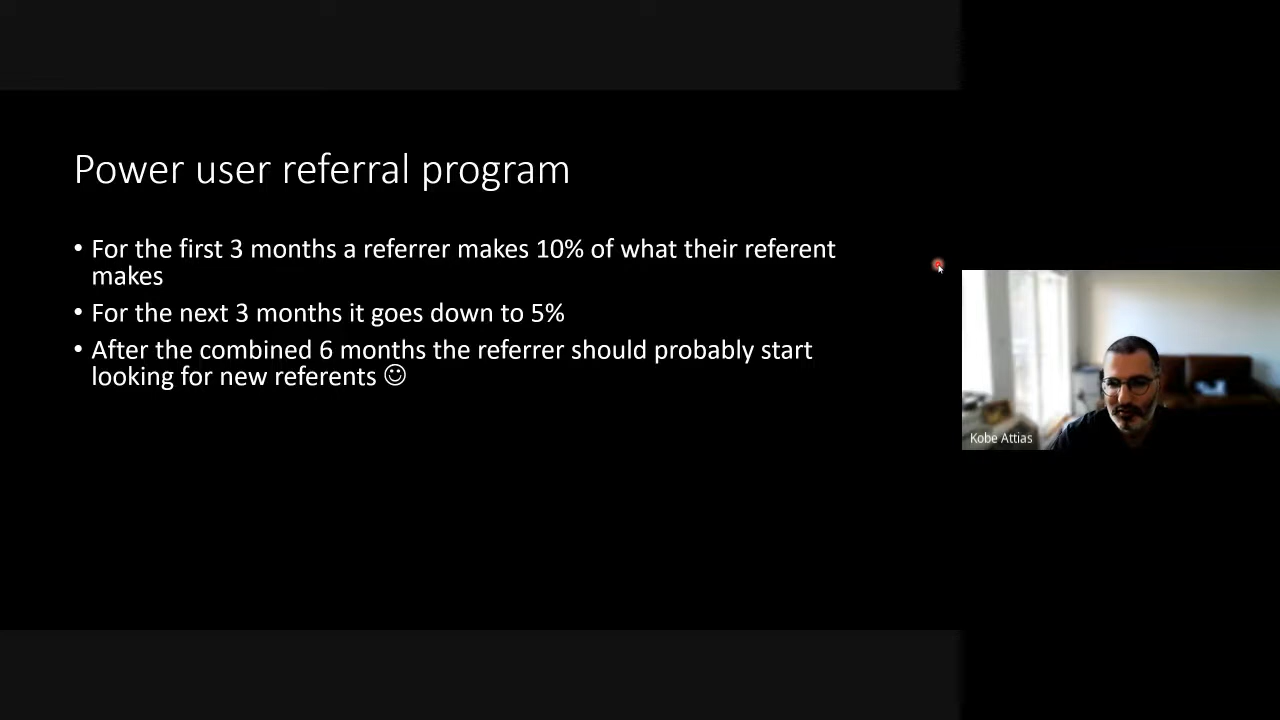 Power user referral program
• For the first 3 months a referrer makes 10% of what their referent
makes
• For the next 3 months it goes down to 5%
• After the combined 6 months the referrer should probably start
looking for new referents ☺
Kobe Attias